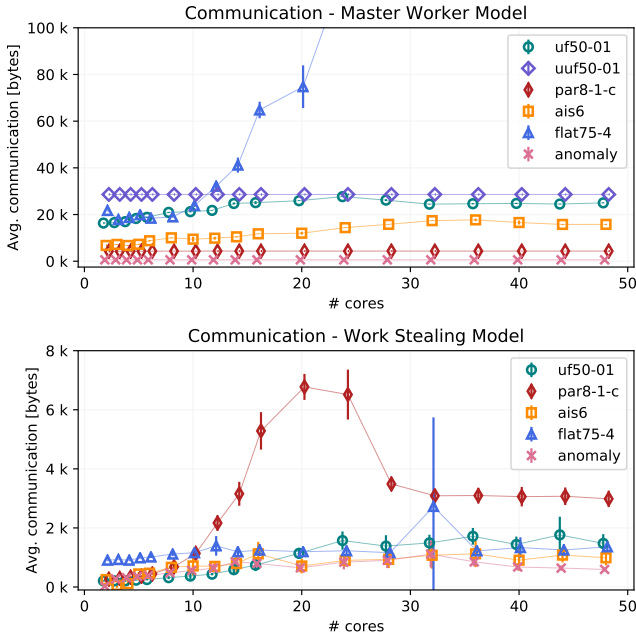 Communication - Master Worker Model
100 k
80 k
60 k
40 k
20 k
0 k
Avg. communication [bytes]
uf50-01
uuf50-01
par8-1-c
ais6
flat75-4
anomaly
0 10 20 30 40 50
# cores
Communication - Work Stealing Model
8 k
6 k
4 k
2 k
0 k
Avg. communication [bytes]
uf50-01
par8-1-c
ais6
flat75-4
anomaly
0 10 20 30 40 50
# cores